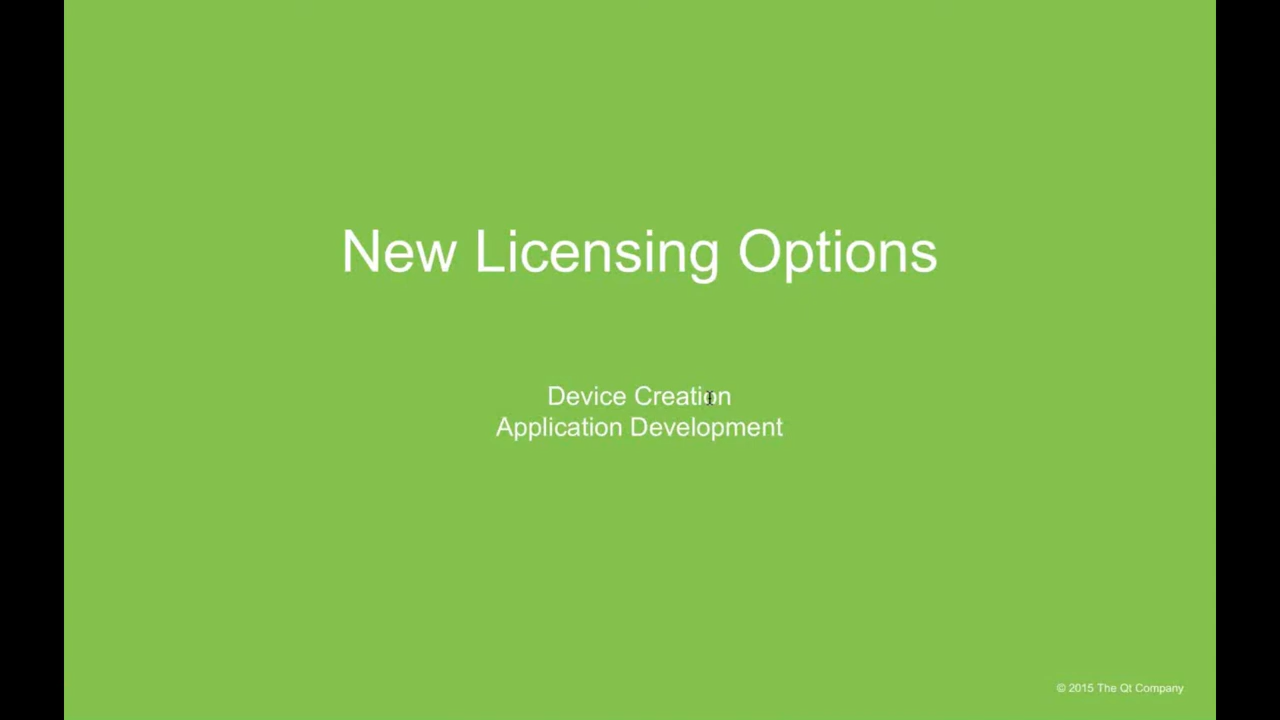 New Licensing Options
Device Creation
Application Development
© 2015 The Qt Company